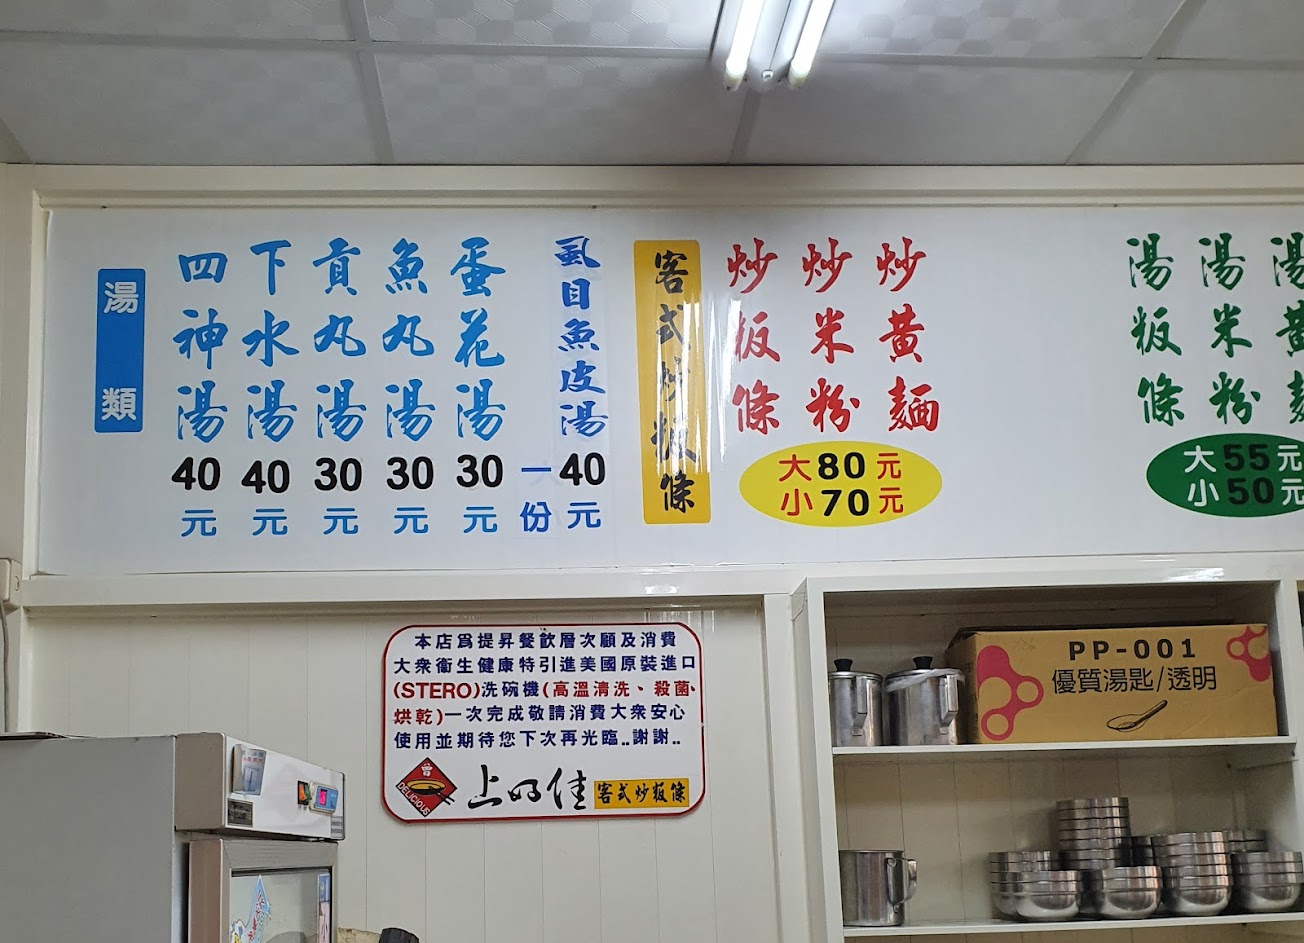 湯類
四神湯40元
下水湯40元
貢丸湯30元
魚丸湯30元
蛋花湯30元
虱目魚皮湯
一份
40元
客式炒粄條
炒粄條
炒米粉
炒黃麵
大80元
小70元
湯粄條
湯米粉
湯黃麵
大55元
小50元
本店爲提昇餐飲層次顧及消費
大衆衞生健康特引進美國原裝進口
(STERO)洗碗機(高溫清洗、殺菌、
烘乾)一次完成敬請消費大衆安心
使用並期待您下次再光臨..謝謝..
曾
DELICIOUS
上好佳
客式炒粄條
PP-001
優質湯匙/透明